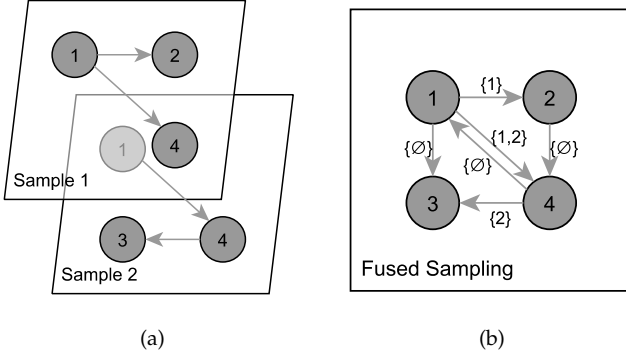 1 2
1 4
Sample 1
3 4
Sample 2
(a)
{1}
1 2
{1,2}
{∅} {∅} {∅}
3 4
{2}
Fused Sampling
(b)